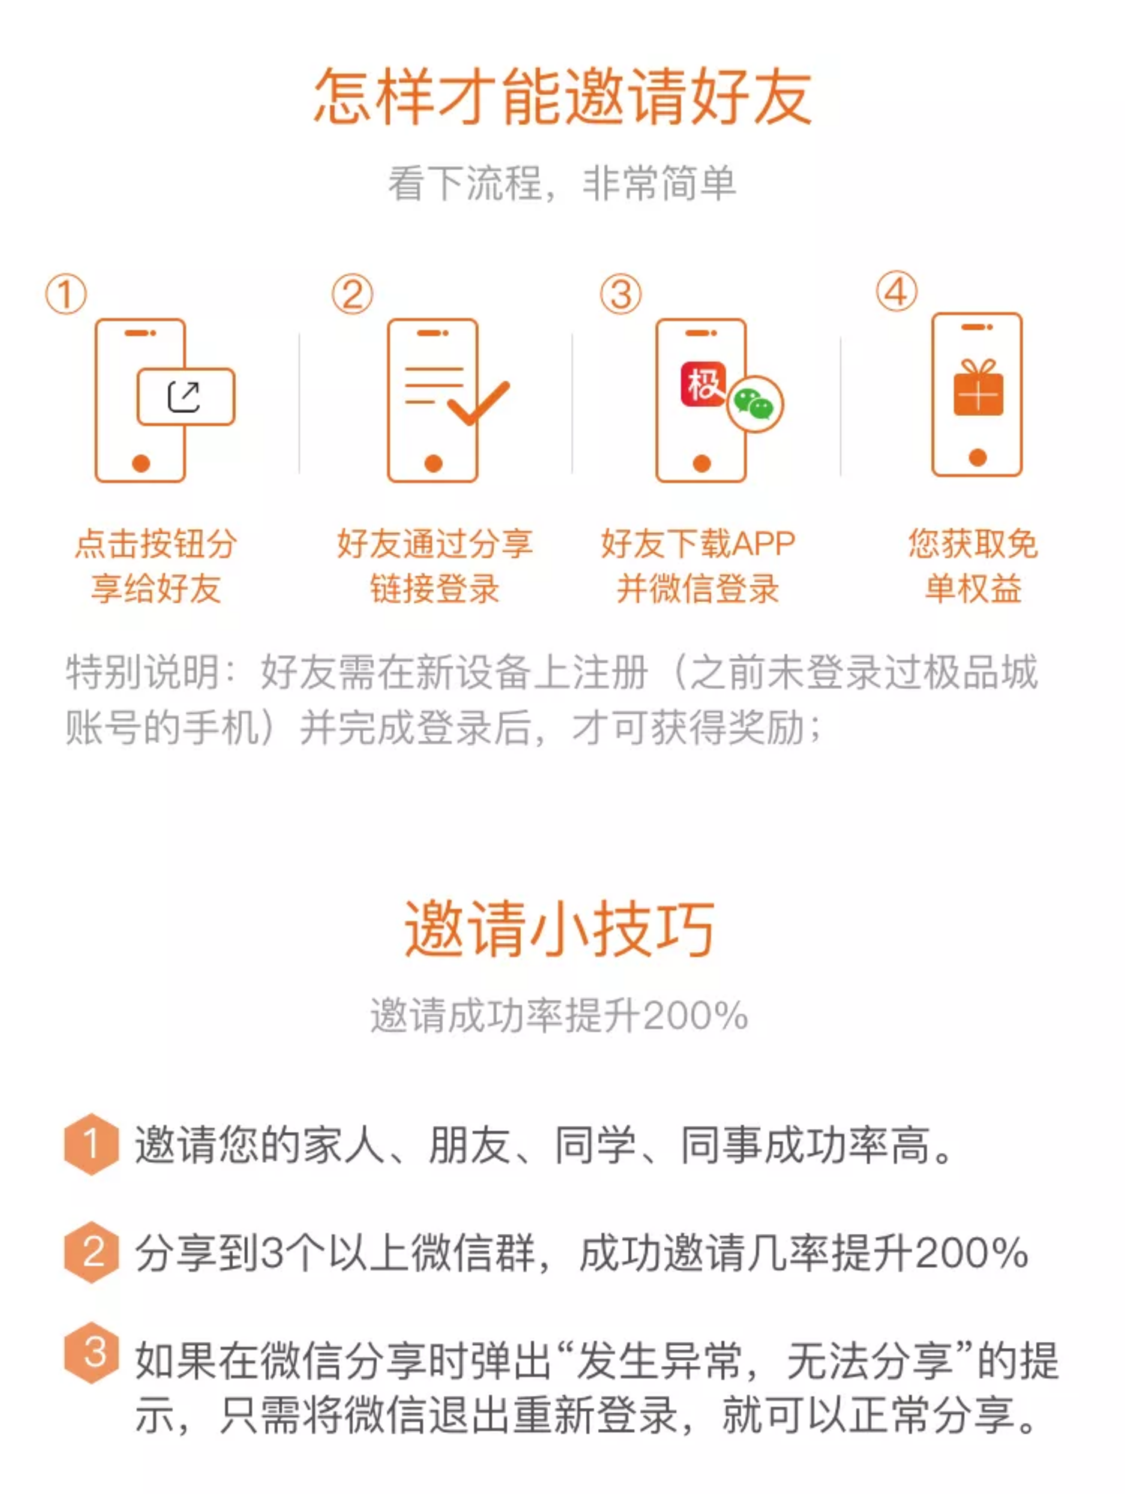 怎样才能邀请好友
看下流程，非常简单
① ② ③ ④
极
点击按钮分 好友通过分享 好友下载APP 您获取免
享给好友 链接登录 并微信登录 单权益
特别说明：好友需在新设备上注册（之前未登录过极品城
账号的手机）并完成登录后，才可获得奖励；
邀请小技巧
邀请成功率提升200%
1 邀请您的家人、朋友、同学、同事成功率高。
2 分享到3个以上微信群，成功邀请几率提升200%
3 如果在微信分享时弹出“发生异常，无法分享”的提
示，只需将微信退出重新登录，就可以正常分享。